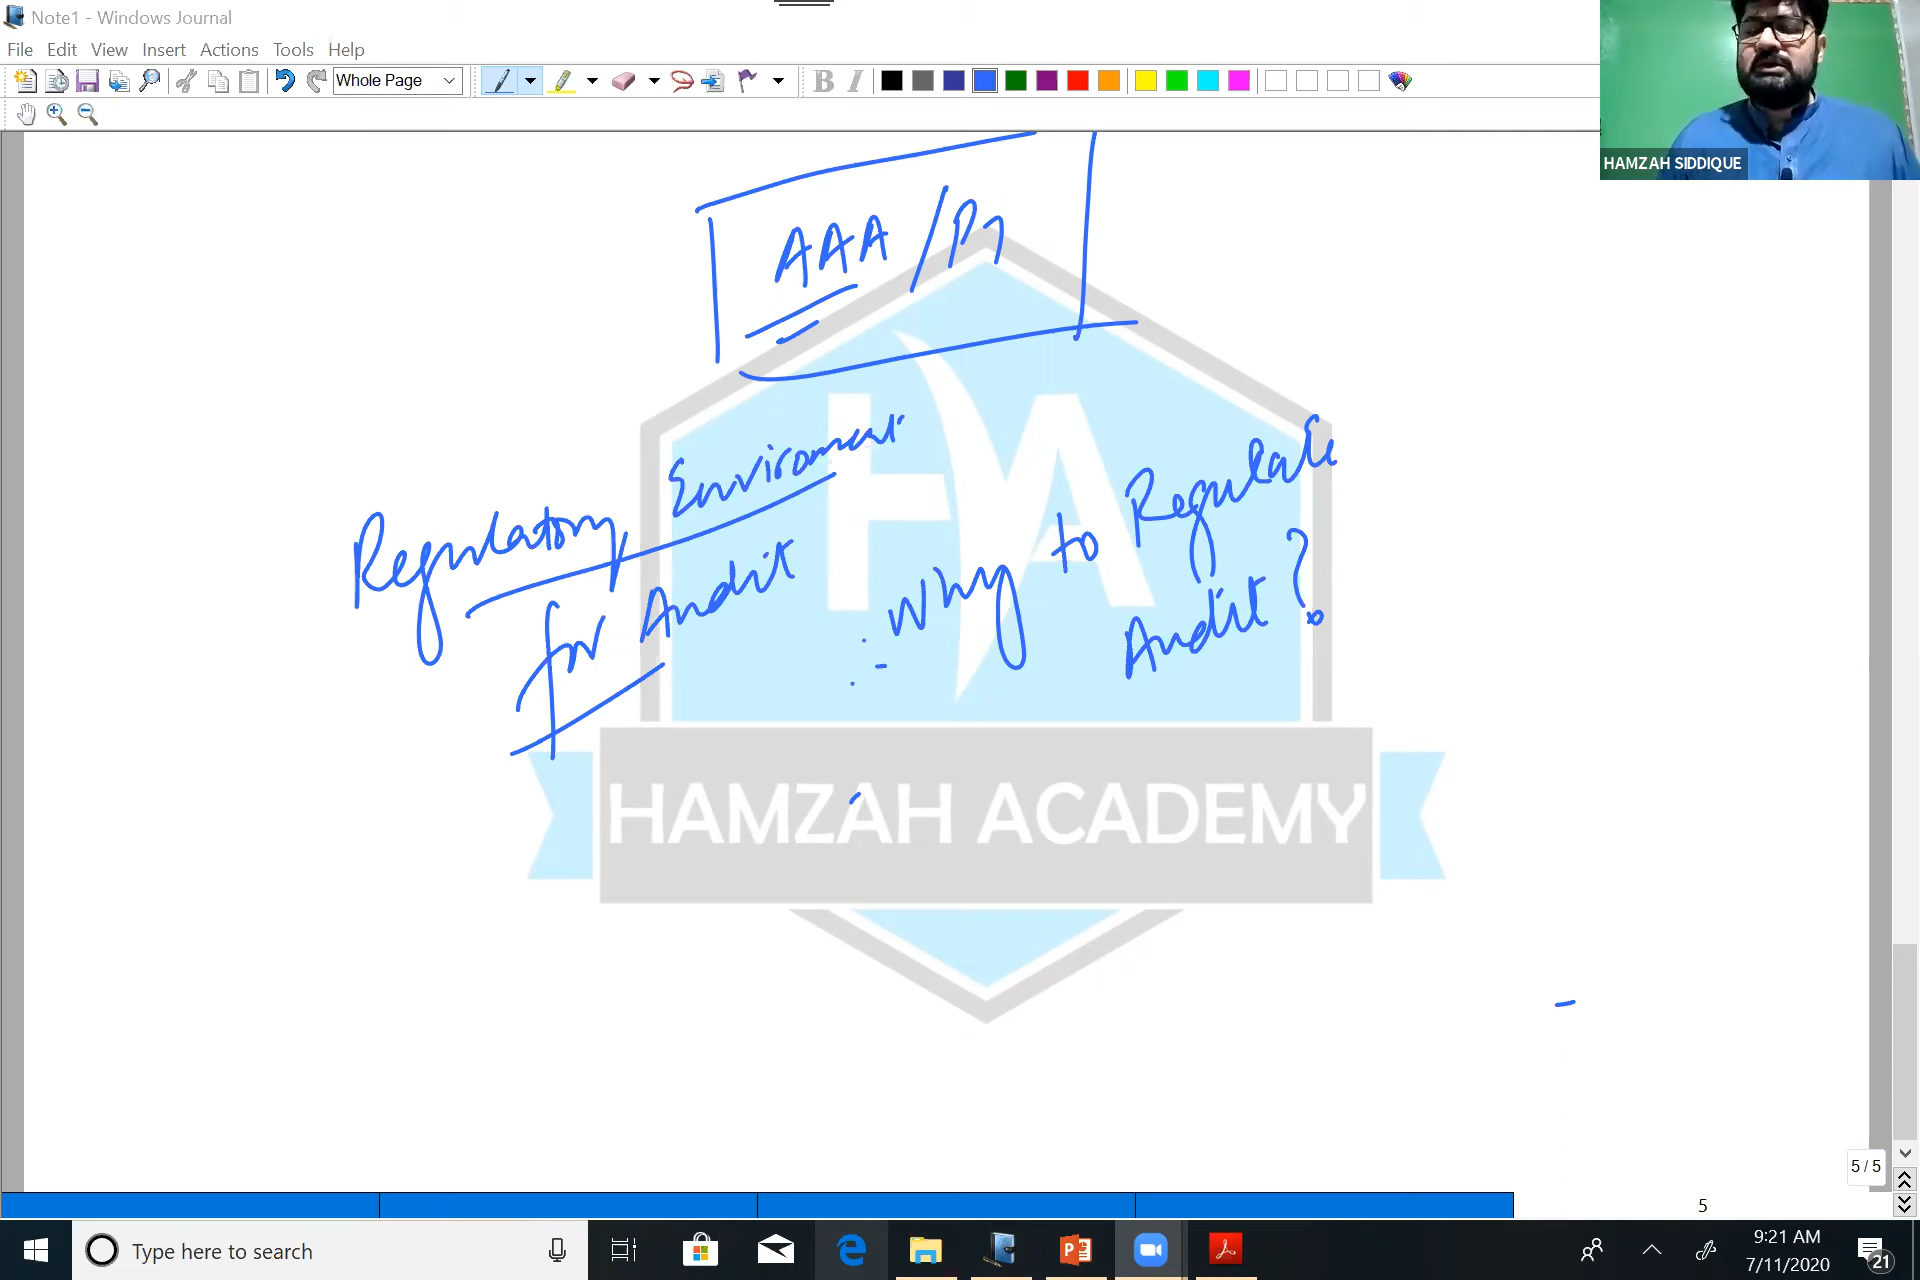 Note1 - Windows Journal
File Edit View Insert Actions Tools Help
Whole Page
B I
HAMZAH SIDDIQUE
AAA / P7
Regulatory Enviroment
for Audit
Why to Regulate
Audit?
HA
HAMZAH ACADEMY
5 / 5
5
Type here to search
9:21 AM
7/11/2020
21